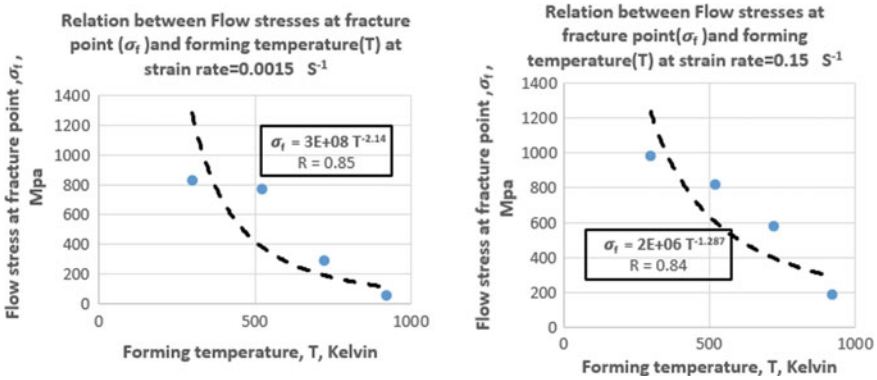 Relation between Flow stresses at fracture
point (σf )and forming temperature(T) at
strain rate=0.0015 S-1
Flow stress at fracture point ,σf ,
Mpa
1400
1200
1000
800
600
400
200
0
σf = 3E+08 T-2.14
R = 0.85
0
500
1000
Forming temperature, T, Kelvin
Relation between Flow stresses at
fracture point(σf )and forming
temperature(T) at strain rate=0.15 S-1
Flow stress at fracture point ,σf ,
Mpa
1400
1200
1000
800
600
400
200
0
σf = 2E+06 T-1.287
R = 0.84
0
500
1000
Forming temperature, T, Kelvin